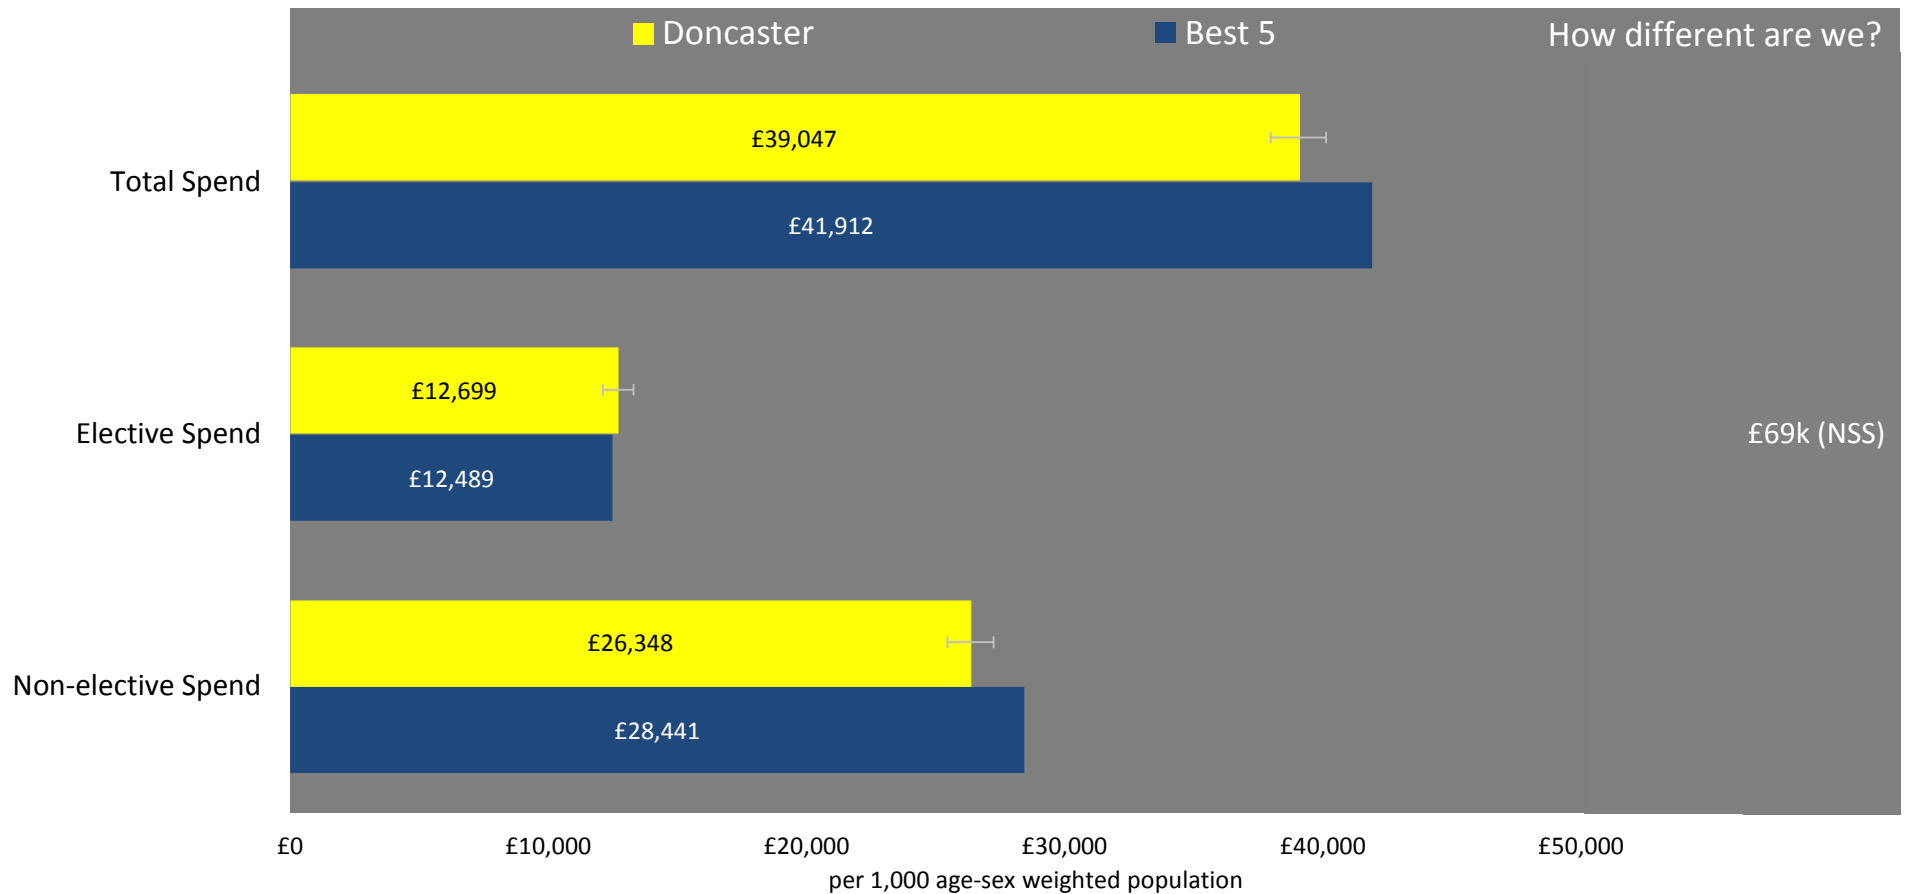 Doncaster
Best 5
How different are we?
Total Spend
£39,047
£41,912
Elective Spend
£12,699
£12,489
£69k (NSS)
Non-elective Spend
£26,348
£28,441
£0 £10,000 £20,000 £30,000 £40,000 £50,000
per 1,000 age-sex weighted population